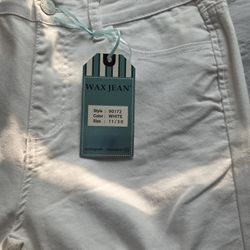 WAX JEAN®
Style : 90172
Color : WHITE
Size : 11/30